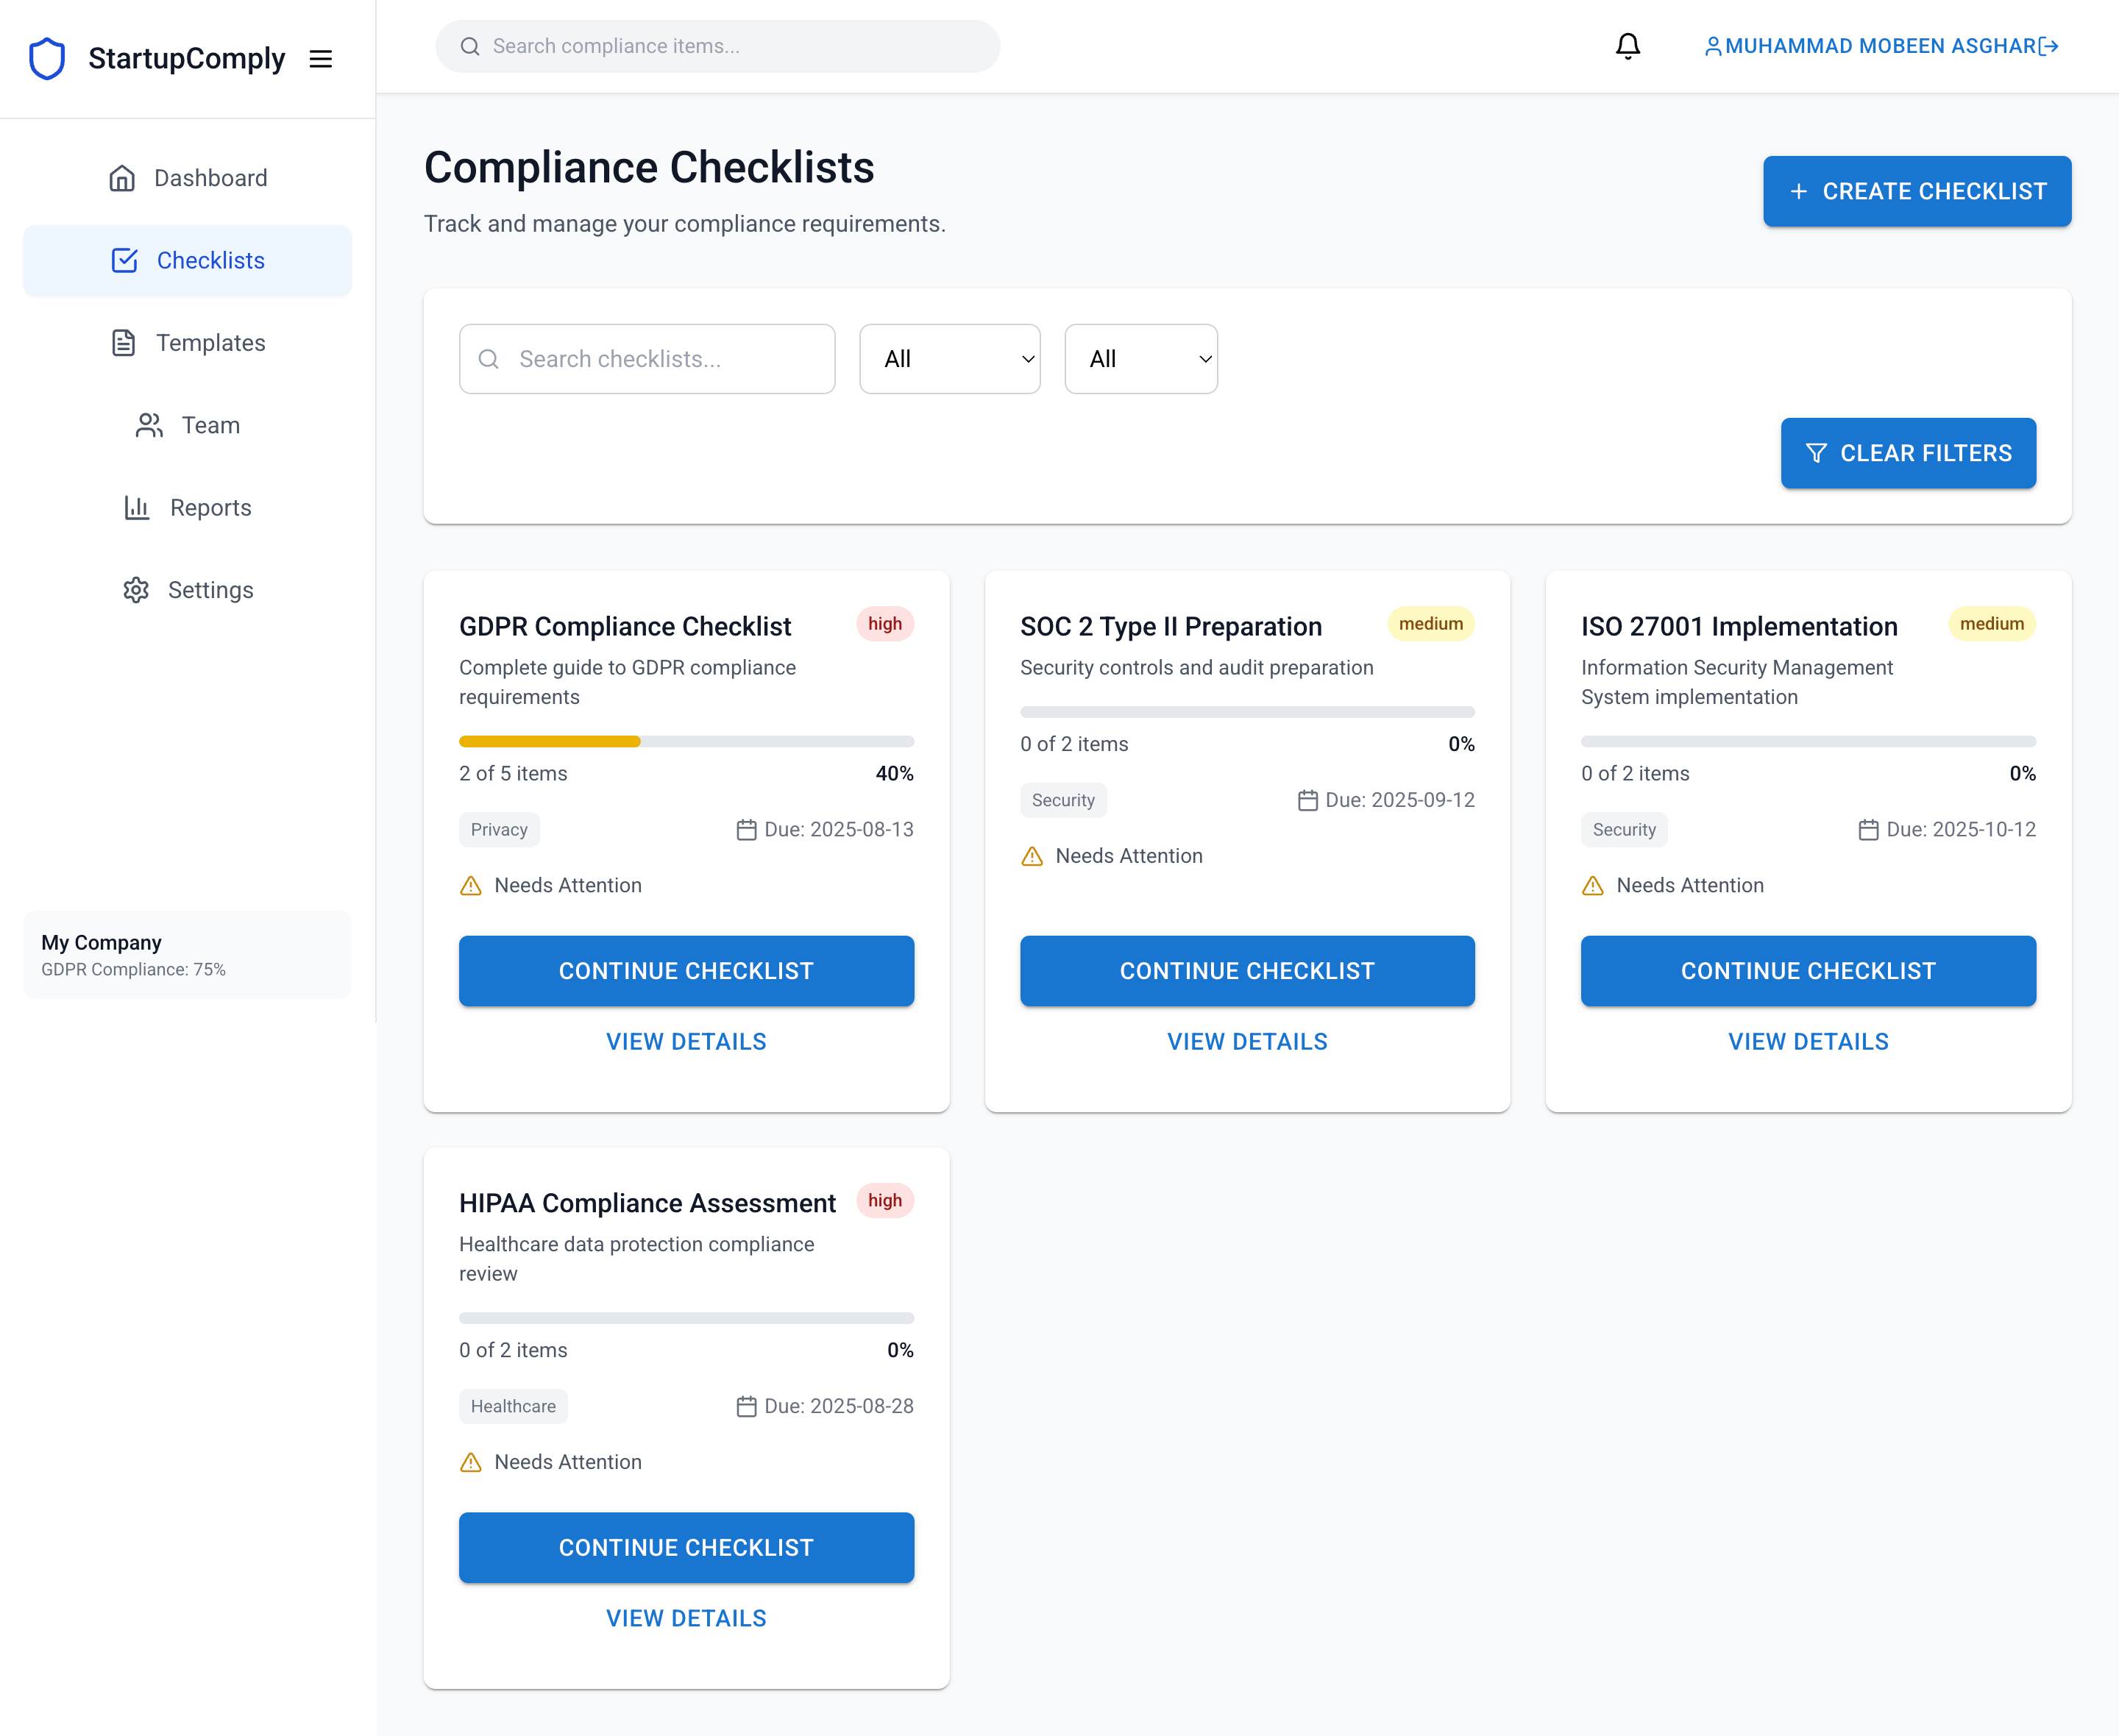 StartupComply
Search compliance items...
MUHAMMAD MOBEEN ASGHAR
Dashboard
Checklists
Templates
Team
Reports
Settings
My Company
GDPR Compliance: 75%
Compliance Checklists
Track and manage your compliance requirements.
CREATE CHECKLIST
Search checklists...
All
All
CLEAR FILTERS
GDPR Compliance Checklist
high
Complete guide to GDPR compliance
requirements
2 of 5 items
40%
Privacy
Due: 2025-08-13
Needs Attention
CONTINUE CHECKLIST
VIEW DETAILS
SOC 2 Type II Preparation
medium
Security controls and audit preparation
0 of 2 items
0%
Security
Due: 2025-09-12
Needs Attention
CONTINUE CHECKLIST
VIEW DETAILS
ISO 27001 Implementation
medium
Information Security Management
System implementation
0 of 2 items
0%
Security
Due: 2025-10-12
Needs Attention
CONTINUE CHECKLIST
VIEW DETAILS
HIPAA Compliance Assessment
high
Healthcare data protection compliance
review
0 of 2 items
0%
Healthcare
Due: 2025-08-28
Needs Attention
CONTINUE CHECKLIST
VIEW DETAILS